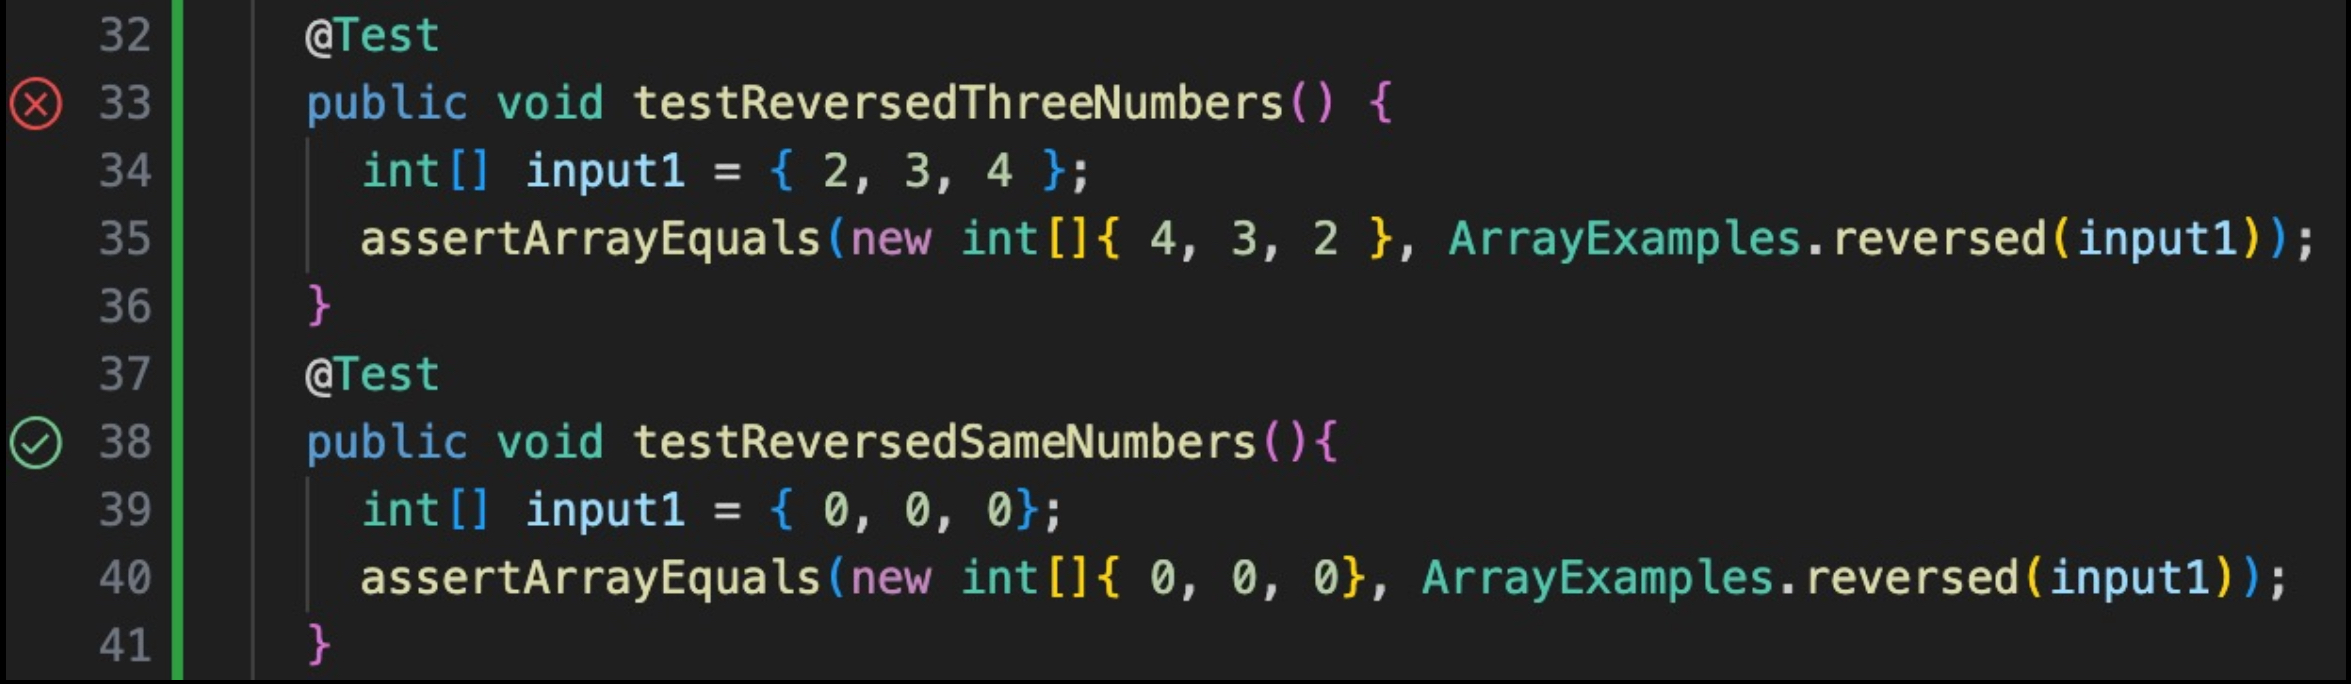 32 @Test
33 public void testReversedThreeNumbers() {
34 int[] input1 = { 2, 3, 4 };
35 assertArrayEquals(new int[]{ 4, 3, 2 }, ArrayExamples.reversed(input1));
36 }
37 @Test
38 public void testReversedSameNumbers(){
39 int[] input1 = { 0, 0, 0};
40 assertArrayEquals(new int[]{ 0, 0, 0}, ArrayExamples.reversed(input1));
41 }